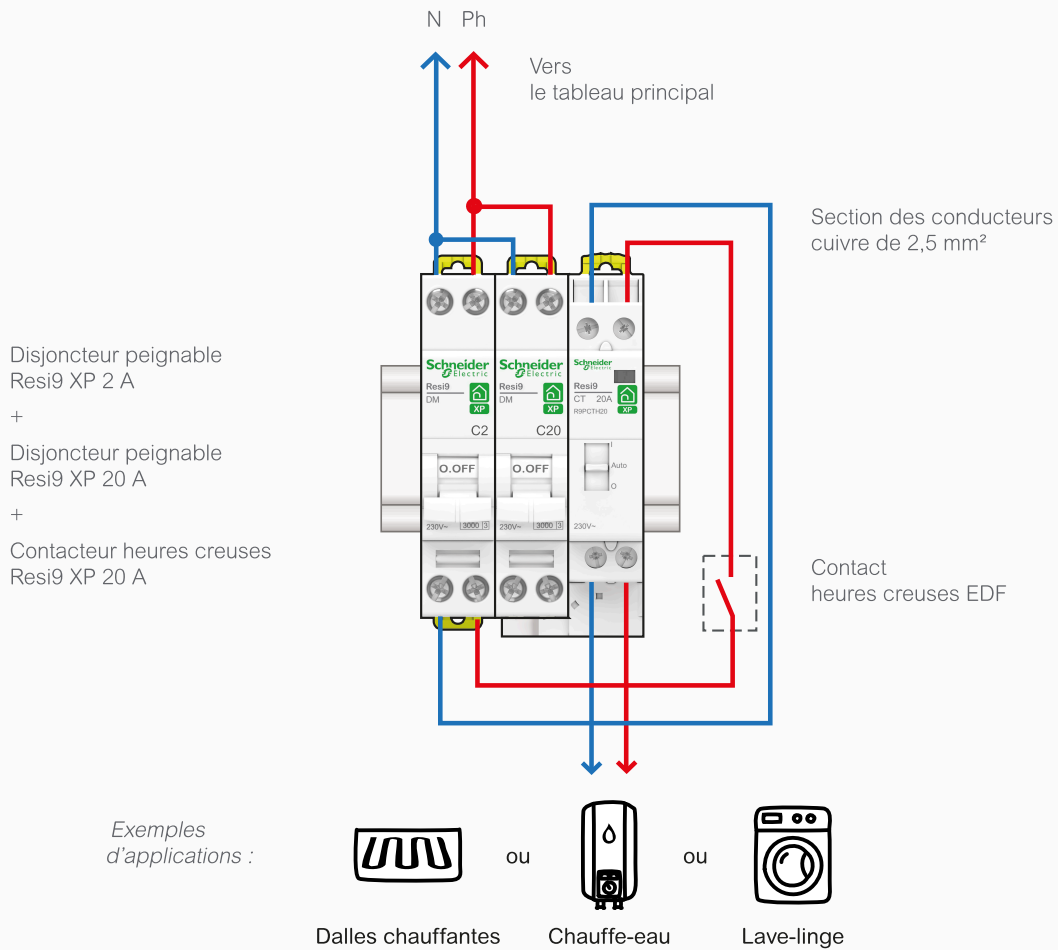 N Ph
Vers
le tableau principal
Section des conducteurs
cuivre de 2,5 mm²
Disjoncteur peignable
Resi9 XP 2 A
+
Disjoncteur peignable
Resi9 XP 20 A
+
Contacteur heures creuses
Resi9 XP 20 A
Schneider
Electric
Resi9
DM
XP
C2
O.OFF
230V~ 3000 3
Schneider
Electric
Resi9
DM
XP
C20
O.OFF
230V~ 3000 3
Schneider
Electric
Resi9
CT 20A
R9PCTH20
XP
I
Auto
O
230V~
Contact
heures creuses EDF
Exemples
d'applications :
ou
ou
Dalles chauffantes
Chauffe-eau
Lave-linge